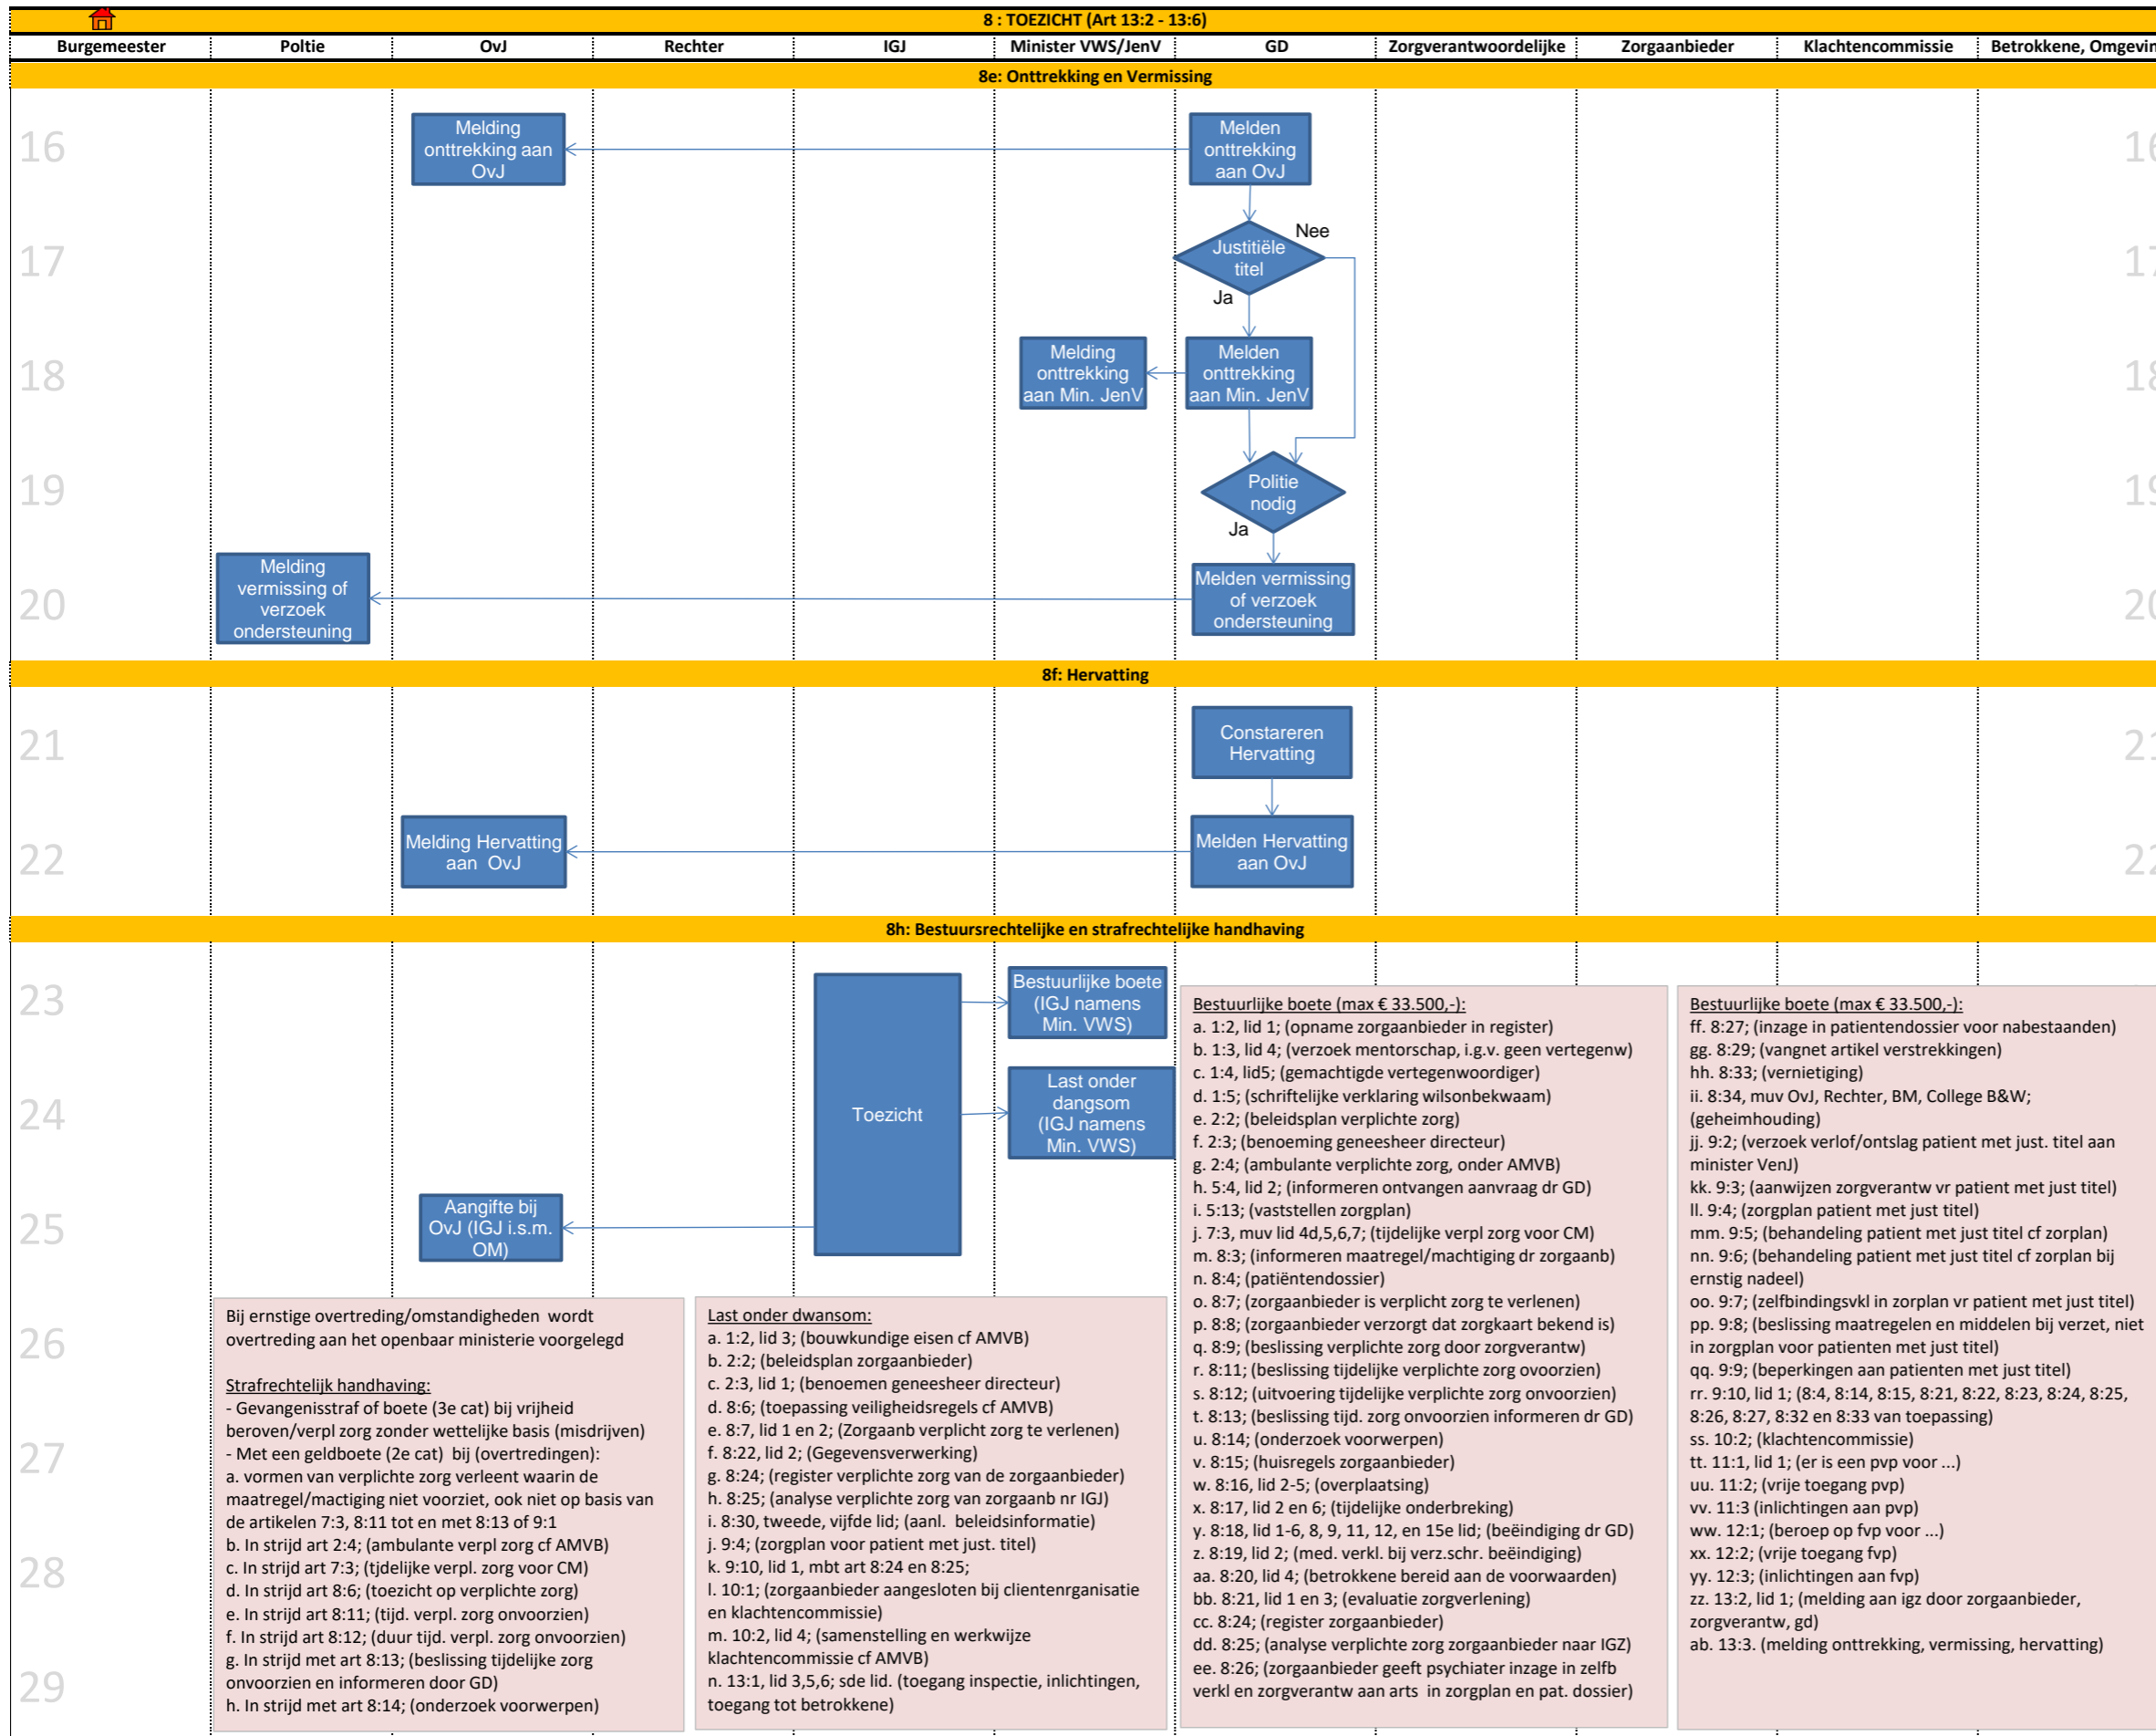 8 : TOEZICHT (Art 13:2 - 13:6)
Burgemeester Poltie OvJ Rechter IGJ Minister VWS/JenV GD Zorgverantwoordelijke Zorgaanbieder Klachtencommissie Betrokkene, Omgevin
8e: Onttrekking en Vermissing
16
Melding
onttrekking aan
OvJ
Melden
onttrekking
aan OvJ
16
17
Justitiële
titel
Nee
Ja
17
18
Melding
onttrekking
aan Min. JenV
Melden
onttrekking
aan Min. JenV
18
19
Politie
nodig
Ja
19
20
Melding
vermissing of
verzoek
ondersteuning
Melden vermissing
of verzoek
ondersteuning
20
8f: Hervatting
21
Constareren
Hervatting
21
22
Melding Hervatting
aan OvJ
Melden Hervatting
aan OvJ
22
8h: Bestuursrechtelijke en strafrechtelijke handhaving
23
24
25
26
27
28
29
Toezicht
Bestuurlijke boete
(IGJ namens
Min. VWS)
Last onder
dangsom
(IGJ namens
Min. VWS)
Aangifte bij
OvJ (IGJ i.s.m.
OM)
Bij ernstige overtreding/omstandigheden wordt
overtreding aan het openbaar ministerie voorgelegd
Strafrechtelijk handhaving:
- Gevangenisstraf of boete (3e cat) bij vrijheid
beroven/verpl zorg zonder wettelijke basis (misdrijven)
- Met een geldboete (2e cat) bij (overtredingen):
a. vormen van verplichte zorg verleent waarin de
maatregel/mactiging niet voorziet, ook niet op basis van
de artikelen 7:3, 8:11 tot en met 8:13 of 9:1
b. In strijd art 2:4; (ambulante verpl zorg cf AMVB)
c. In strijd art 7:3; (tjdelijke verpl. zorg voor CM)
d. In strijd art 8:6; (toezicht op verplichte zorg)
e. In strijd art 8:11; (tijd. verpl. zorg onvoorzien)
f. In strijd art 8:12; (duur tijd. verpl. zorg onvoorzien)
g. In strijd met art 8:13; (beslissing tijdelijke zorg
onvoorzien en informeren door GD)
h. In strijd met art 8:14; (onderzoek voorwerpen)
Last onder dwansom:
a. 1:2, lid 3; (bouwkundige eisen cf AMVB)
b. 2:2; (beleidsplan zorgaanbieder)
c. 2:3, lid 1; (benoemen geneesheer directeur)
d. 8:6; (toepassing veiligheidsregels cf AMVB)
e. 8:7, lid 1 en 2; (Zorgaanb verplicht zorg te verlenen)
f. 8:22, lid 2; (Gegevensverwerking)
g. 8:24; (register verplichte zorg van de zorgaanbieder)
h. 8:25; (analyse verplichte zorg van zorgaanb nr IGJ)
i. 8:30, tweede, vijfde lid; (aanl. beleidsinformatie)
j. 9:4; (zorgplan voor patient met just. titel)
k. 9:10, lid 1, mbt art 8:24 en 8:25;
l. 10:1; (zorgaanbieder aangesloten bij clientenrganisatie
en klachtencommissie)
m. 10:2, lid 4; (samenstelling en werkwijze
klachtencommissie cf AMVB)
n. 13:1, lid 3,5,6; sde lid. (toegang inspectie, inlichtingen,
toegang tot betrokkene)
Bestuurlijke boete (max € 33.500,-):
a. 1:2, lid 1; (opname zorgaanbieder in register)
b. 1:3, lid 4; (verzoek mentorschap, i.g.v. geen vertegenw)
c. 1:4, lid5; (gemachtigde vertegenwoordiger)
d. 1:5; (schriftelijke verklaring wilsonbekwaam)
e. 2:2; (beleidsplan verplichte zorg)
f. 2:3; (benoeming geneesheer directeur)
g. 2:4; (ambulante verplichte zorg, onder AMVB)
h. 5:4, lid 2; (informeren ontvangen aanvraag dr GD)
i. 5:13; (vaststellen zorgplan)
j. 7:3, muv lid 4d,5,6,7; (tijdelijke verpl zorg voor CM)
m. 8:3; (informeren maatregel/machtiging dr zorgaanb)
n. 8:4; (patiëntendossier)
o. 8:7; (zorgaanbieder is verplicht zorg te verlenen)
p. 8:8; (zorgaanbieder verzorgt dat zorgkaart bekend is)
q. 8:9; (beslissing verplichte zorg door zorgverantw)
r. 8:11; (beslissing tijdelijke verplichte zorg ovoorzien)
s. 8:12; (uitvoering tijdelijke verplichte zorg onvoorzien)
t. 8:13; (beslissing tijd. zorg onvoorzien informeren dr GD)
u. 8:14; (onderzoek voorwerpen)
v. 8:15; (huisregels zorgaanbieder)
w. 8:16, lid 2-5; (overplaatsing)
x. 8:17, lid 2 en 6; (tijdelijke onderbreking)
y. 8:18, lid 1-6, 8, 9, 11, 12, en 15e lid; (beëindiging dr GD)
z. 8:19, lid 2; (med. verkl. bij verz.schr. beëindiging)
aa. 8:20, lid 4; (betrokkene bereid aan de voorwaarden)
bb. 8:21, lid 1 en 3; (evaluatie zorgverlening)
cc. 8:24; (register zorgaanbieder)
dd. 8:25; (analyse verplichte zorg zorgaanbieder naar IGZ)
ee. 8:26; (zorgaanbieder geeft psychiater inzage in zelfb
verkl en zorgverantw aan arts in zorgplan en pat. dossier)
Bestuurlijke boete (max € 33.500,-):
ff. 8:27; (inzage in patientendossier voor nabestaanden)
gg. 8:29; (vangnet artikel verstrekkingen)
hh. 8:33; (vernietiging)
ii. 8:34, muv OvJ, Rechter, BM, College B&W;
(geheimhouding)
jj. 9:2; (verzoek verlof/ontslag patient met just. titel aan
minister VenJ)
kk. 9:3; (aanwijzen zorgverantw vr patient met just titel)
ll. 9:4; (zorgplan patient met just titel)
mm. 9:5; (behandeling patient met just titel cf zorplan)
nn. 9:6; (behandeling patient met just titel cf zorplan bij
ernstig nadeel)
oo. 9:7; (zelfbindingsvkl in zorplan vr patient met just titel)
pp. 9:8; (beslissing maatregelen en middelen bij verzet, niet
in zorgplan voor patienten met just titel)
qq. 9:9; (beperkingen aan patienten met just titel)
rr. 9:10, lid 1; (8:4, 8:14, 8:15, 8:21, 8:22, 8:23, 8:24, 8:25,
8:26, 8:27, 8:32 en 8:33 van toepassing)
ss. 10:2; (klachtencommissie)
tt. 11:1, lid 1; (er is een pvp voor ...)
uu. 11:2; (vrije toegang pvp)
vv. 11:3 (inlichtingen aan pvp)
ww. 12:1; (beroep op fvp voor ...)
xx. 12:2; (vrije toegang fvp)
yy. 12:3; (inlichtingen aan fvp)
zz. 13:2, lid 1; (melding aan igz door zorgaanbieder,
zorgverantw, gd)
ab. 13:3. (melding onttrekking, vermissing, hervatting)